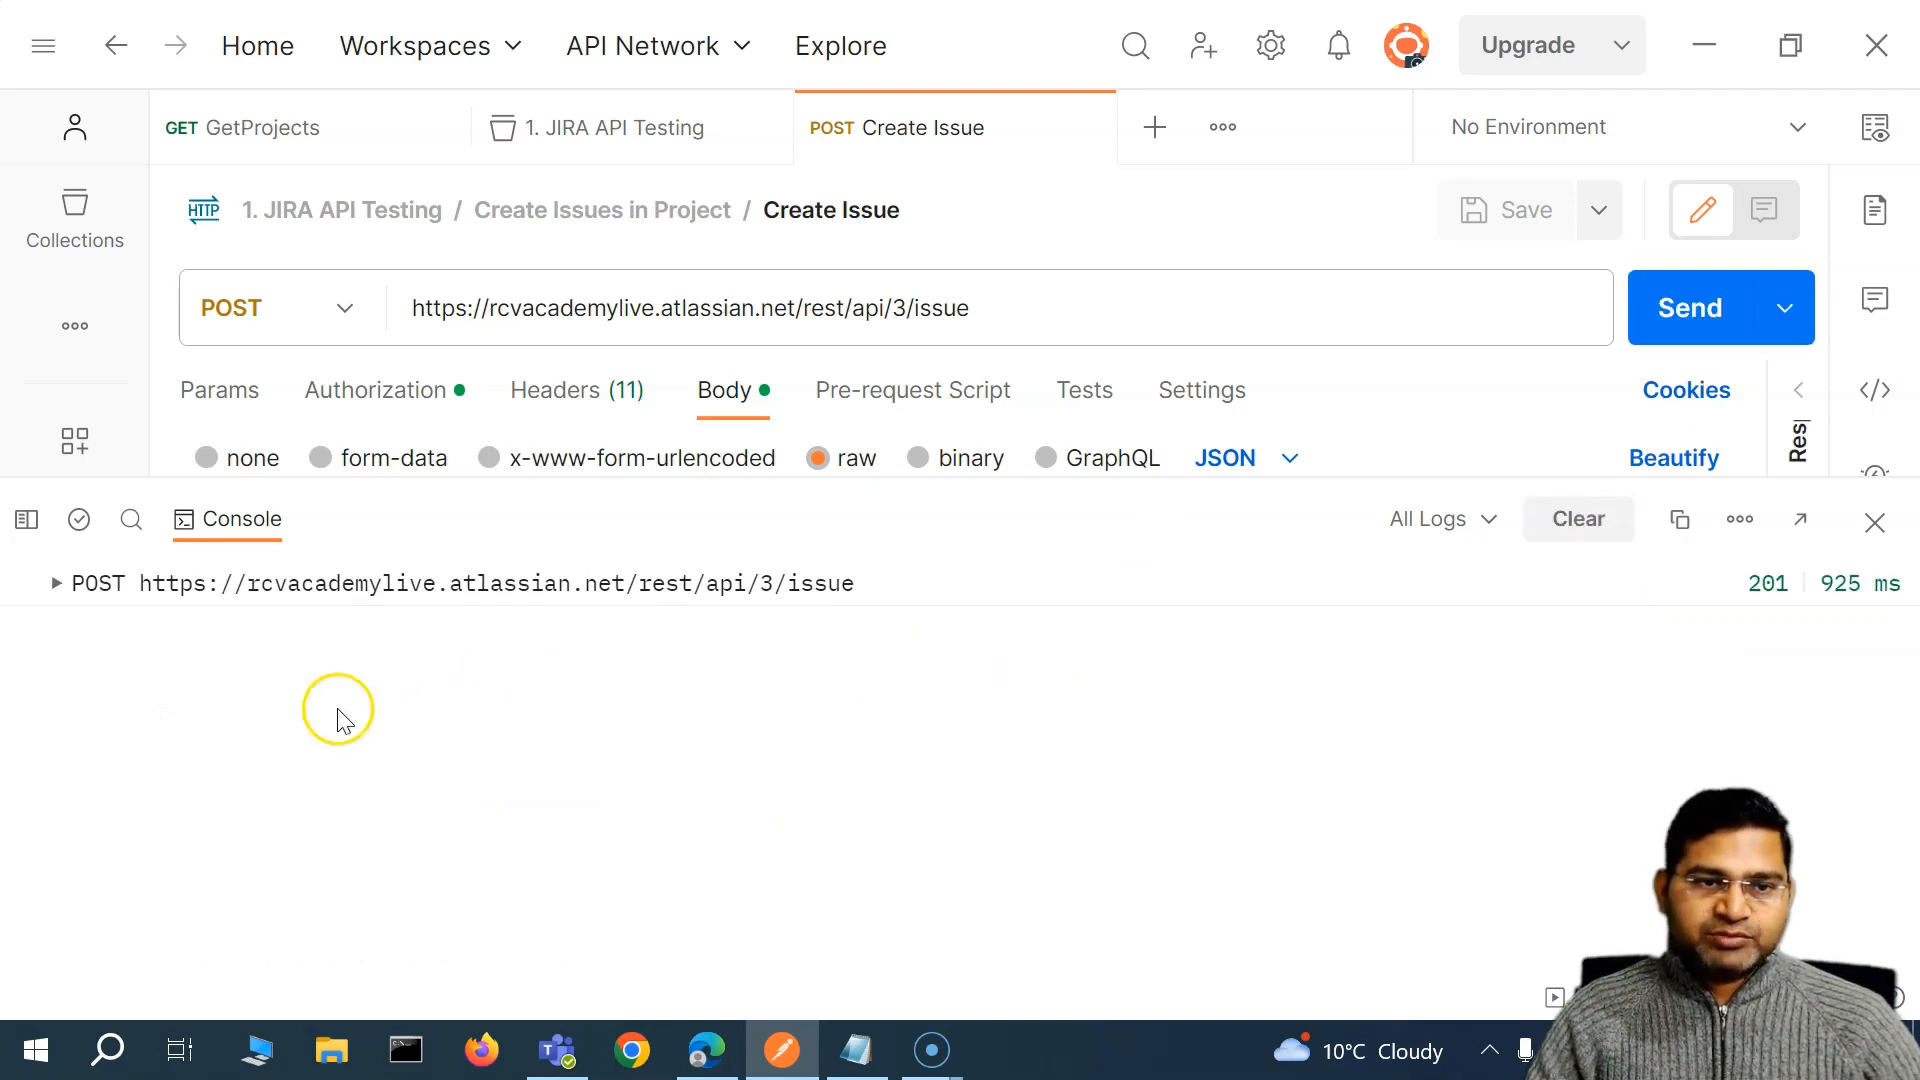 Home Workspaces API Network Explore Upgrade
GET GetProjects 1. JIRA API Testing POST Create Issue No Environment
HTTP 1. JIRA API Testing / Create Issues in Project / Create Issue Save
Collections
POST https://rcvacademylive.atlassian.net/rest/api/3/issue Send
Params Authorization Headers (11) Body Pre-request Script Tests Settings Cookies
Res
none form-data x-www-form-urlencoded raw binary GraphQL JSON Beautify
Console All Logs Clear
POST https://rcvacademylive.atlassian.net/rest/api/3/issue 201 925 ms
10°C Cloudy